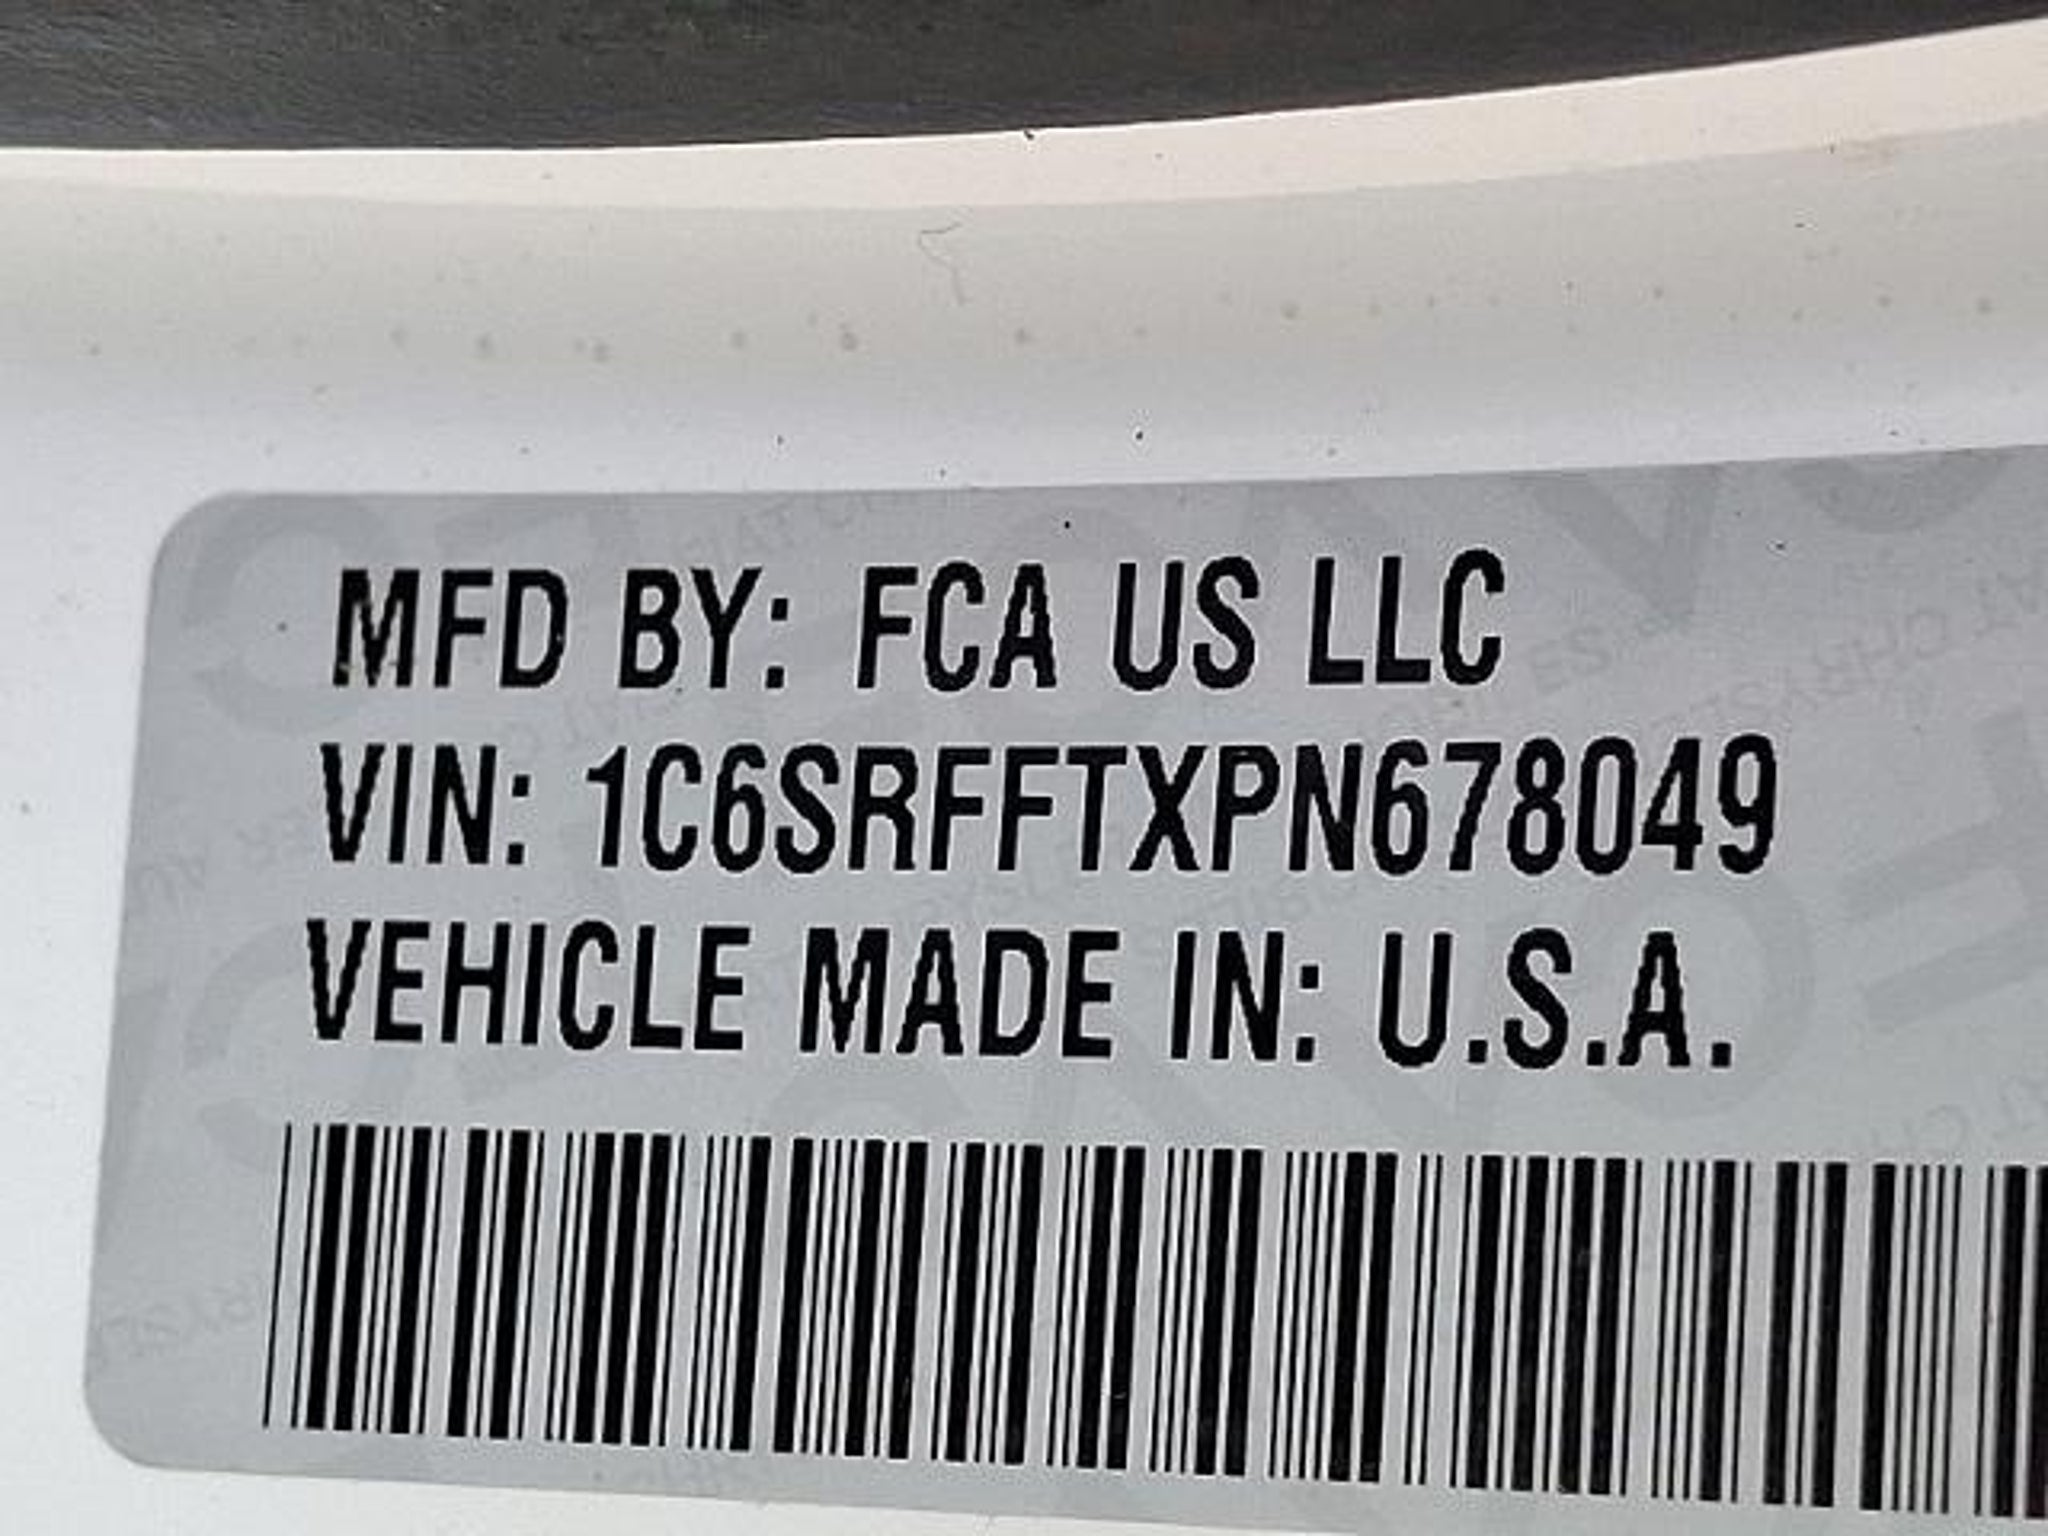 MFD BY: FCA US LLC
VIN: 1C6SRFFTXPN678049
VEHICLE MADE IN: U.S.A.